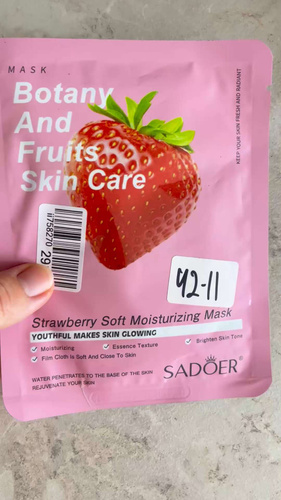 MASK
Botany
And
Fruits
Skin Care
KEEP YOUR SKIN FRESH AND RADIANT
42-11
Strawberry Soft Moisturizing Mask
YOUTHFUL MAKES SKIN GLOWING
✓ Moisturizing ✓ Essence Texture ✓ Brighten Skin Tone
✓ Film Cloth Is Saft And Close To Skin
WATER PENETRATES TO THE BASE OF THE SKIN
REJUVENATE YOUR SKIN
SADOER®